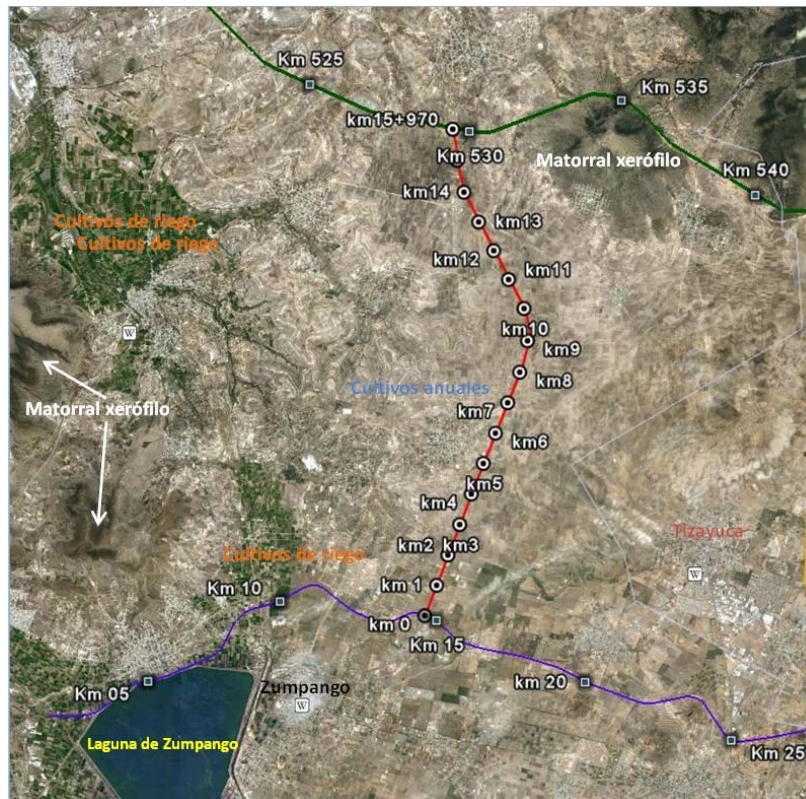 Km 525
Km 535
km15+970
Km 530
Matorral xerófilo
Km 540
km14
km13
Cultivos de riego
Cultivos de riego
km12
km11
W
km10
km9
km8
Cultivos anuales
Matorral xerófilo
km7
km6
km5
km4
Tizayuca
km2
km3
Cultivos de riego
W
Km 10
km 1
km 0
Km 15
Km 05
Zumpango
km 20
W
Laguna de Zumpango
Km 25